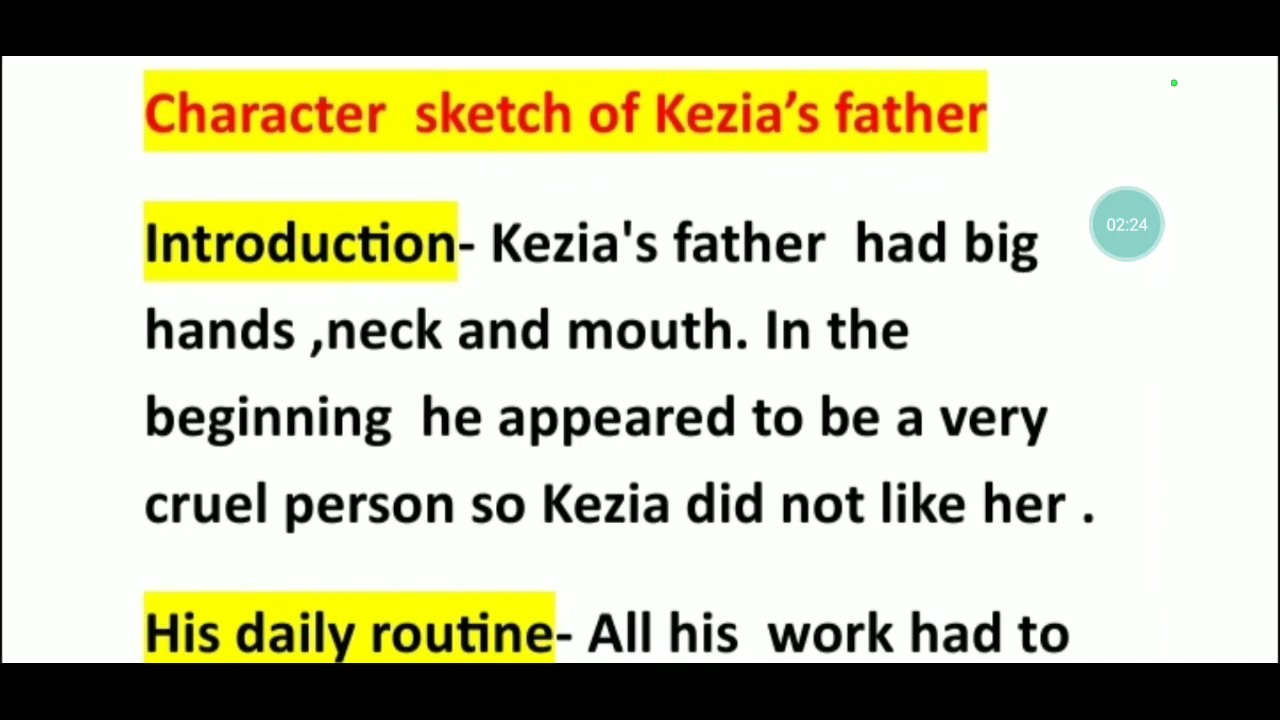 Character sketch of Kezia’s father
Introduction- Kezia's father had big
02:24
hands ,neck and mouth. In the
beginning he appeared to be a very
cruel person so Kezia did not like her .
His daily routine- All his work had to